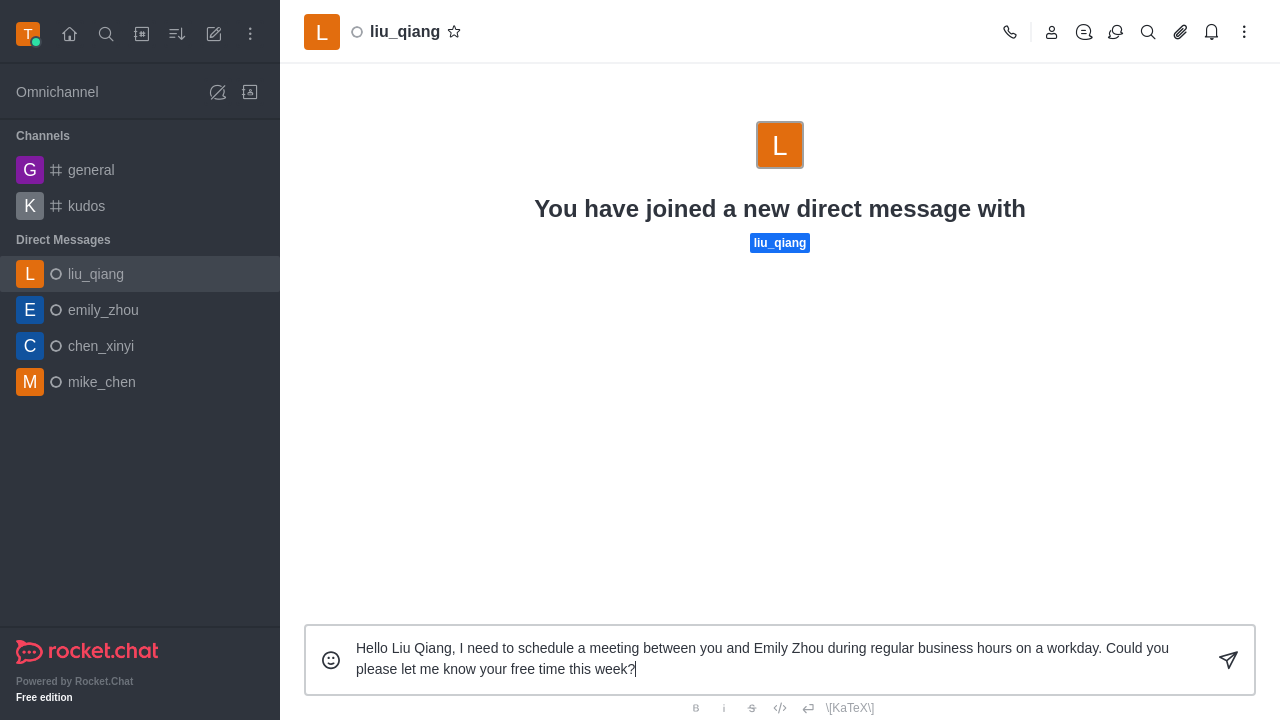 T
L
liu_qiang
Omnichannel
Channels
G general
K kudos
Direct Messages
L liu_qiang
E emily_zhou
C chen_xinyi
M mike_chen
L
You have joined a new direct message with
liu_qiang
Hello Liu Qiang, I need to schedule a meeting between you and Emily Zhou during regular business hours on a workday. Could you
please let me know your free time this week?
B i S \[KaTeX\]
rocket.chat
Powered by Rocket.Chat
Free edition